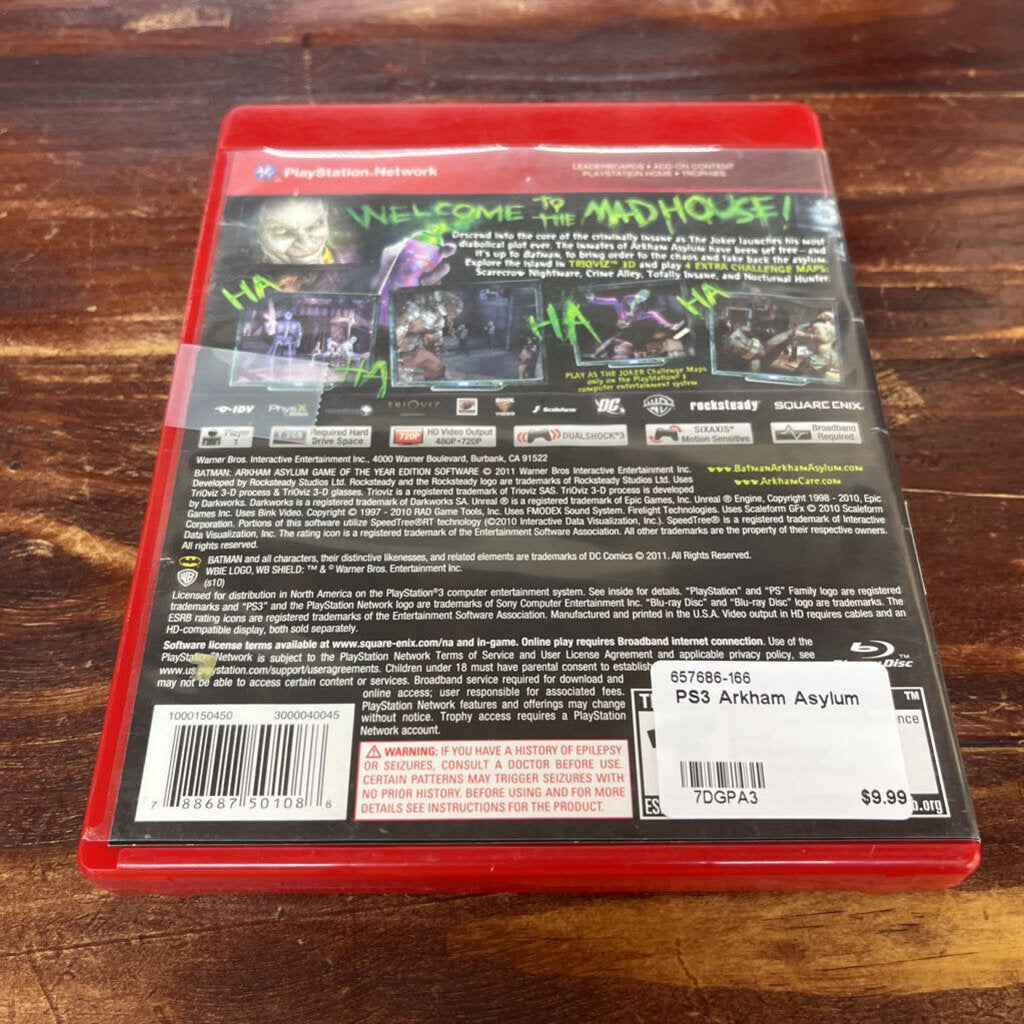 PlayStation Network
LEADERBOARDS • ADD-ON CONTENT
PLAYSTATION HOME • TROPHIES
WELCOME TO THE MADHOUSE!
Descend into the core of the criminally insane as The Joker launches his most
diabolical plot ever. The inmates of Arkham Asylum have been set free—and
it's up to Batman, to bring order to the chaos and take back the asylum.
Explore the island in TRIOVIZ™ 3D and play 4 EXTRA CHALLENGE MAPS:
Scarecrow Nightmare, Crime Alley, Totally Insane, and Nocturnal Hunter.
HA
HA
HA
HA
PLAY AS THE JOKER Challenge Maps
only on the PlayStation® 3
computer entertainment system
IDV
PhysX
TRIOVIZ
BINK VIDEO
Scaleform
DC
WB
rocksteady
SQUARE ENIX.
1
Required Hard Drive Space
720P HD Video Output 480P•720P
DUALSHOCK®3
SIXAXIS® Motion Sensitive
Broadband Required
Warner Bros. Interactive Entertainment Inc., 4000 Warner Boulevard, Burbank, CA 91522
BATMAN: ARKHAM ASYLUM GAME OF THE YEAR EDITION SOFTWARE © 2011 Warner Bros Interactive Entertainment Inc.
Developed by Rocksteady Studios Ltd. Rocksteady and the Rocksteady logo are trademarks of Rocksteady Studios Ltd. Uses
TriOviz 3-D process & TriOviz 3-D glasses. Trioviz is a registered trademark of Trioviz SAS. TriOviz 3-D process is developed
by Darkworks. Darkworks is a registered trademark of Darkworks SA. Unreal ® is a registered trademark of Epic Games, Inc. Unreal ® Engine, Copyright 1998 - 2010, Epic
Games Inc. Uses Bink Video. Copyright © 1997 - 2010 RAD Game Tools, Inc. Uses FMODEX Sound System. Firelight Technologies. Uses Scaleform GFx © 2010 Scaleform
Corporation. Portions of this software utilize SpeedTree®RT technology (©2010 Interactive Data Visualization, Inc.). SpeedTree® is a registered trademark of Interactive
Data Visualization, Inc. The rating icon is a registered trademark of the Entertainment Software Association. All other trademarks are the property of their respective owners.
All rights reserved.
www.BatmanArkhamAsylum.com
www.ArkhamCare.com
BATMAN and all characters, their distinctive likenesses, and related elements are trademarks of DC Comics © 2011. All Rights Reserved.
WBIE LOGO, WB SHIELD: ™ & © Warner Bros. Entertainment Inc.
(s10)
Licensed for distribution in North America on the PlayStation®3 computer entertainment system. See inside for details. “PlayStation” and “PS” Family logo are registered
trademarks and “PS3” and the PlayStation Network logo are trademarks of Sony Computer Entertainment Inc. “Blu-ray Disc” and “Blu-ray Disc” logo are trademarks. The
ESRB rating icons are registered trademarks of the Entertainment Software Association. Manufactured and printed in the U.S.A. Video output in HD requires cables and an
HD-compatible display, both sold separately.
Software license terms available at www.square-enix.com/na and in-game. Online play requires Broadband internet connection. Use of the
PlayStation Network is subject to the PlayStation Network Terms of Service and User License Agreement and applicable privacy policy, see
www.us.playstation.com/support/useragreements. Children under 18 must have parental consent to establis
may not be able to access certain content or services. Broadband service required for download and
online access; user responsible for associated fees.
PlayStation Network features and offerings may change
without notice. Trophy access requires a PlayStation
Network account.
Blu-ray Disc
1000150450 3000040045
7 88687 50108 8
WARNING: IF YOU HAVE A HISTORY OF EPILEPSY
OR SEIZURES, CONSULT A DOCTOR BEFORE USE.
CERTAIN PATTERNS MAY TRIGGER SEIZURES WITH
NO PRIOR HISTORY. BEFORE USING AND FOR MORE
DETAILS SEE INSTRUCTIONS FOR THE PRODUCT.
657686-166
PS3 Arkham Asylum
7DGPA3
$9.99
T
™
nce
ES
b.org